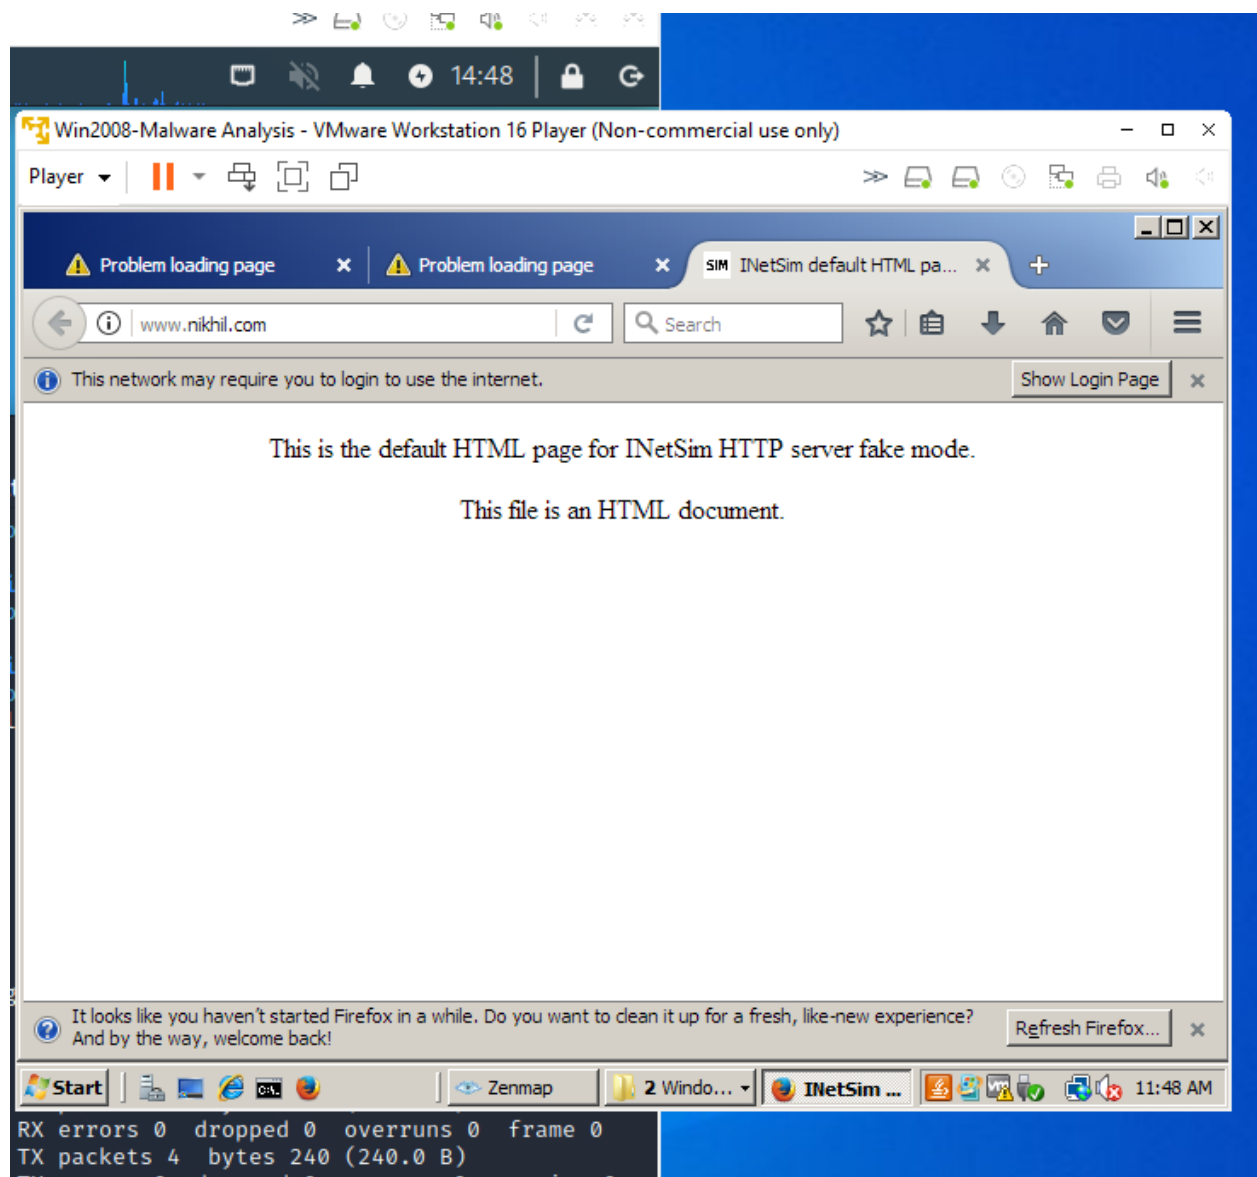 14:48
Win2008-Malware Analysis - VMware Workstation 16 Player (Non-commercial use only)
Player
Problem loading page
Problem loading page
SIM INetSim default HTML pa...
www.nikhil.com
Search
This network may require you to login to use the internet.
Show Login Page
This is the default HTML page for INetSim HTTP server fake mode.
This file is an HTML document.
It looks like you haven't started Firefox in a while. Do you want to clean it up for a fresh, like-new experience?
And by the way, welcome back!
Refresh Firefox...
Start
Zenmap
2 Windo...
INetSim ...
11:48 AM
RX errors 0 dropped 0 overruns 0 frame 0
TX packets 4 bytes 240 (240.0 B)